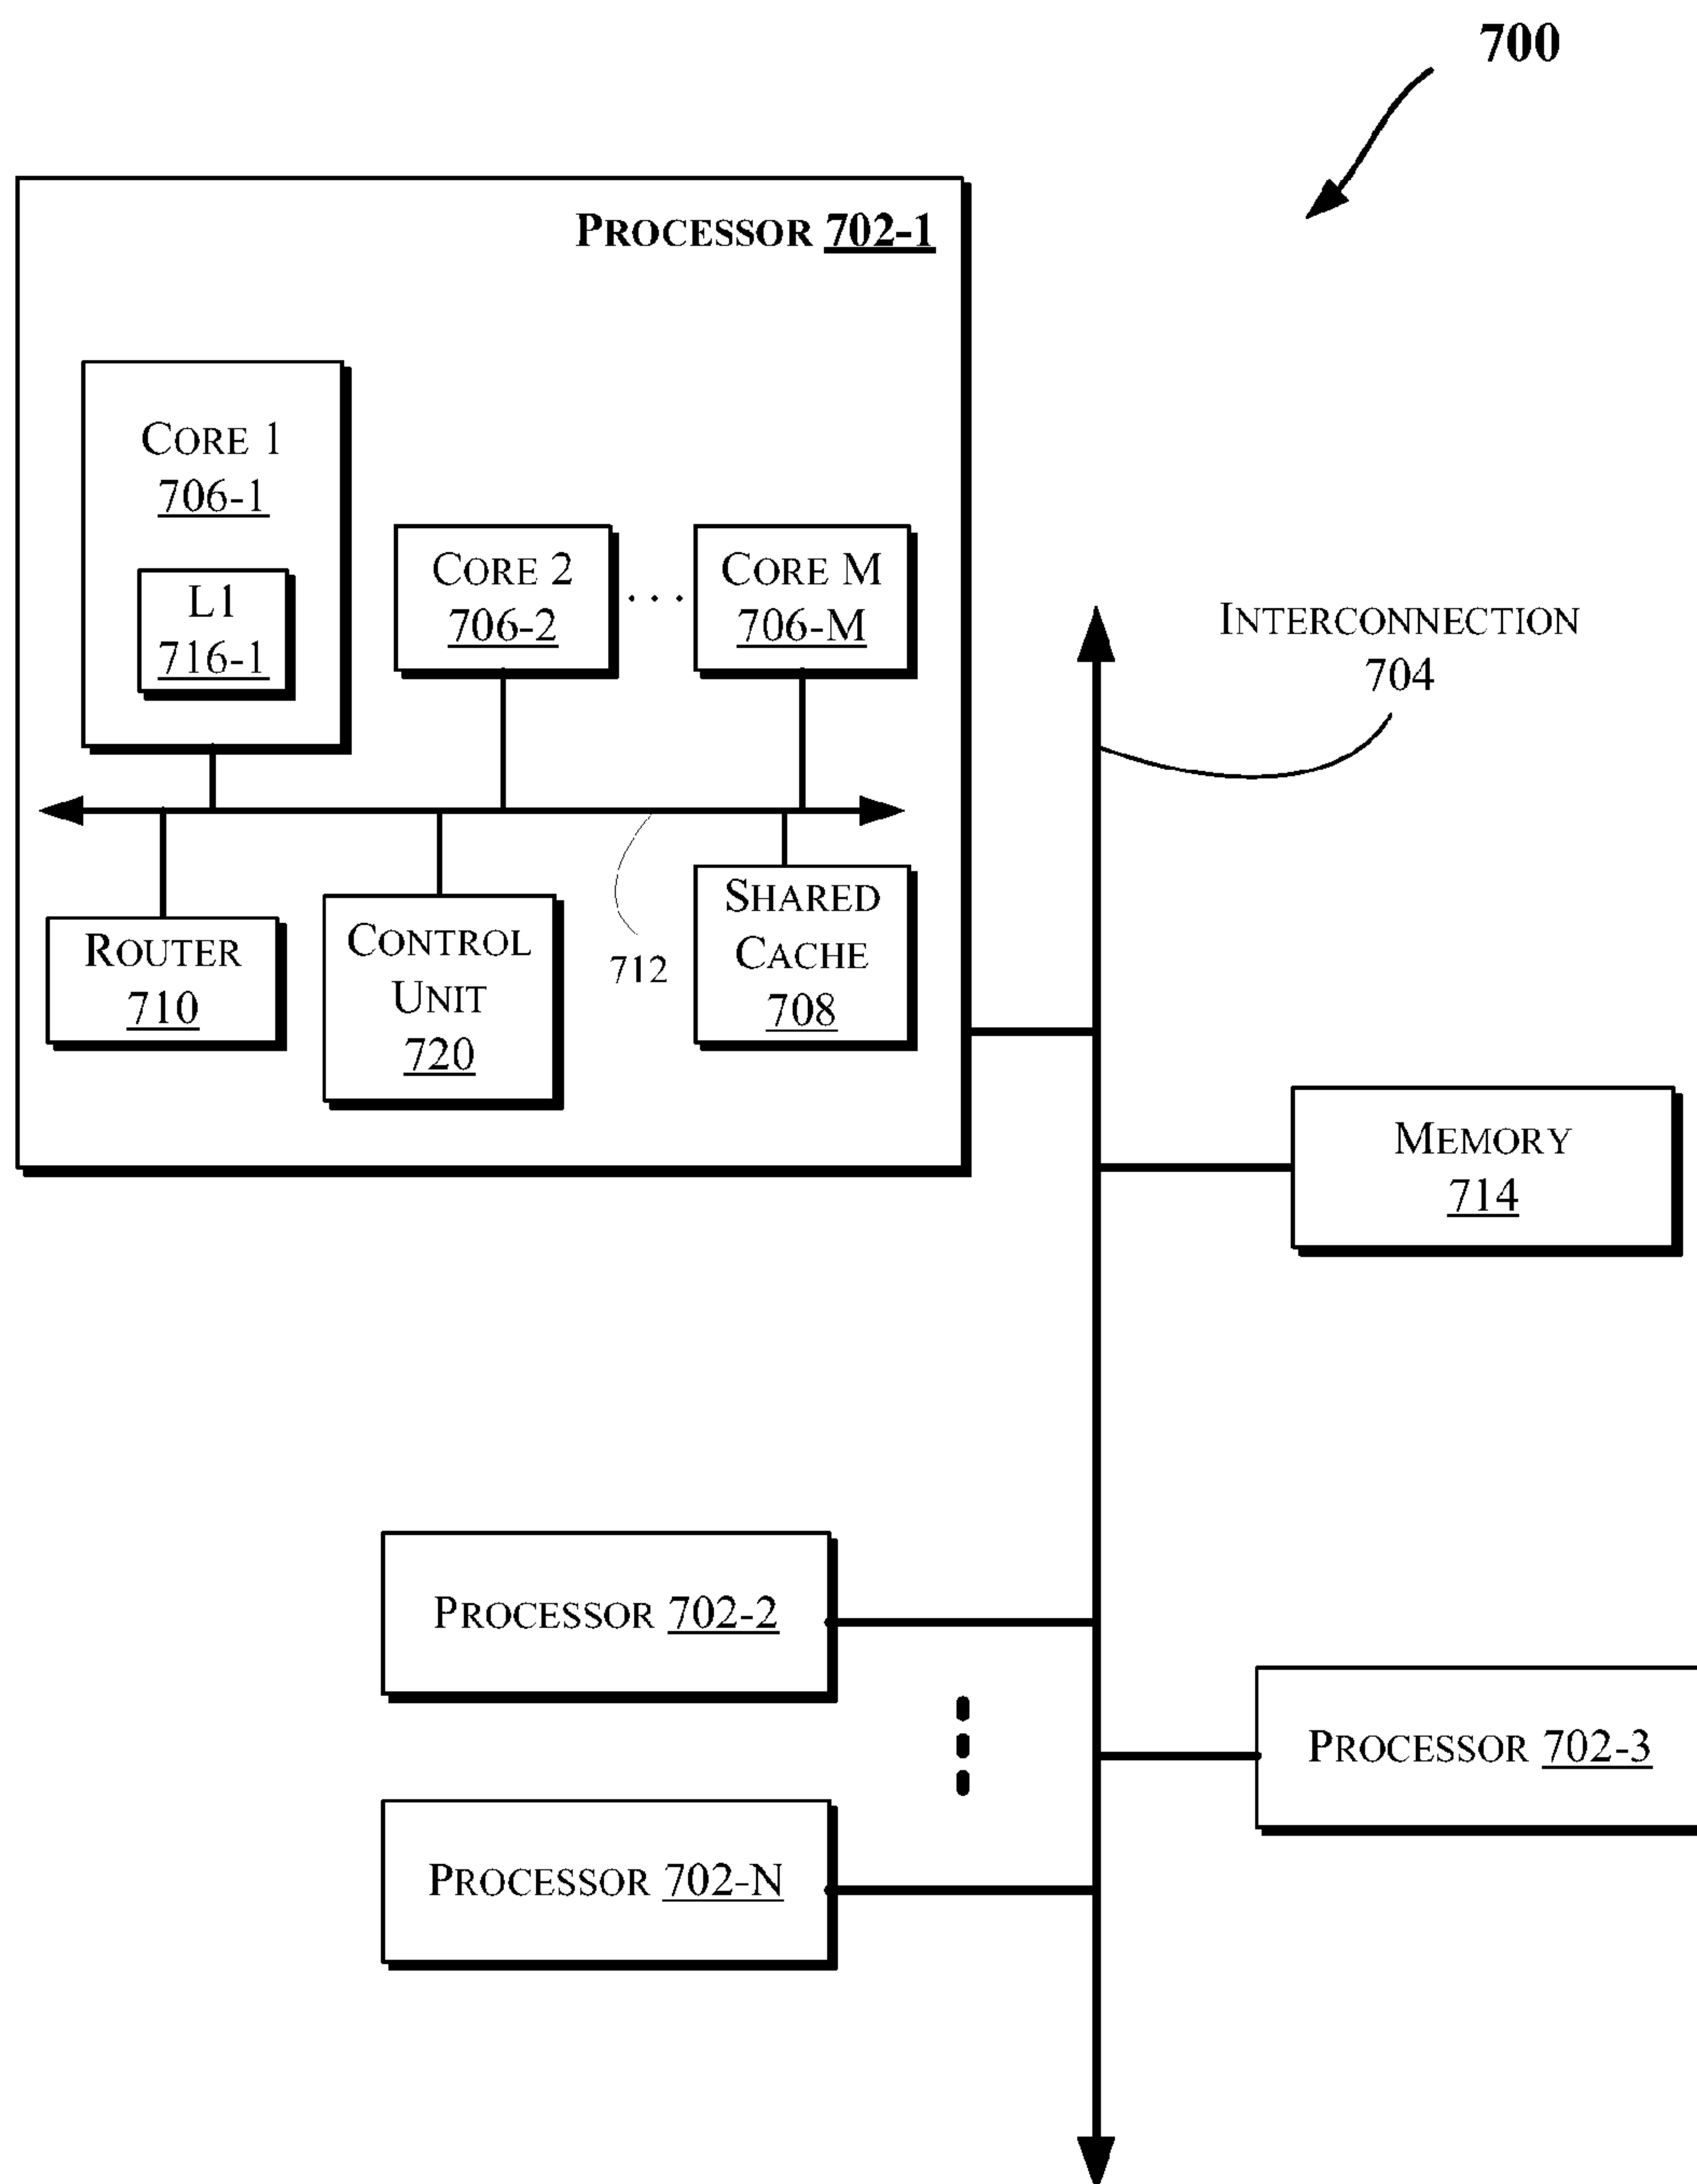 700
PROCESSOR 702-1
CORE 1
706-1
L1
716-1
CORE 2
706-2
. . .
CORE M
706-M
INTERCONNECTION
704
ROUTER
710
CONTROL
UNIT
720
712
SHARED
CACHE
708
MEMORY
714
PROCESSOR 702-2
PROCESSOR 702-3
PROCESSOR 702-N